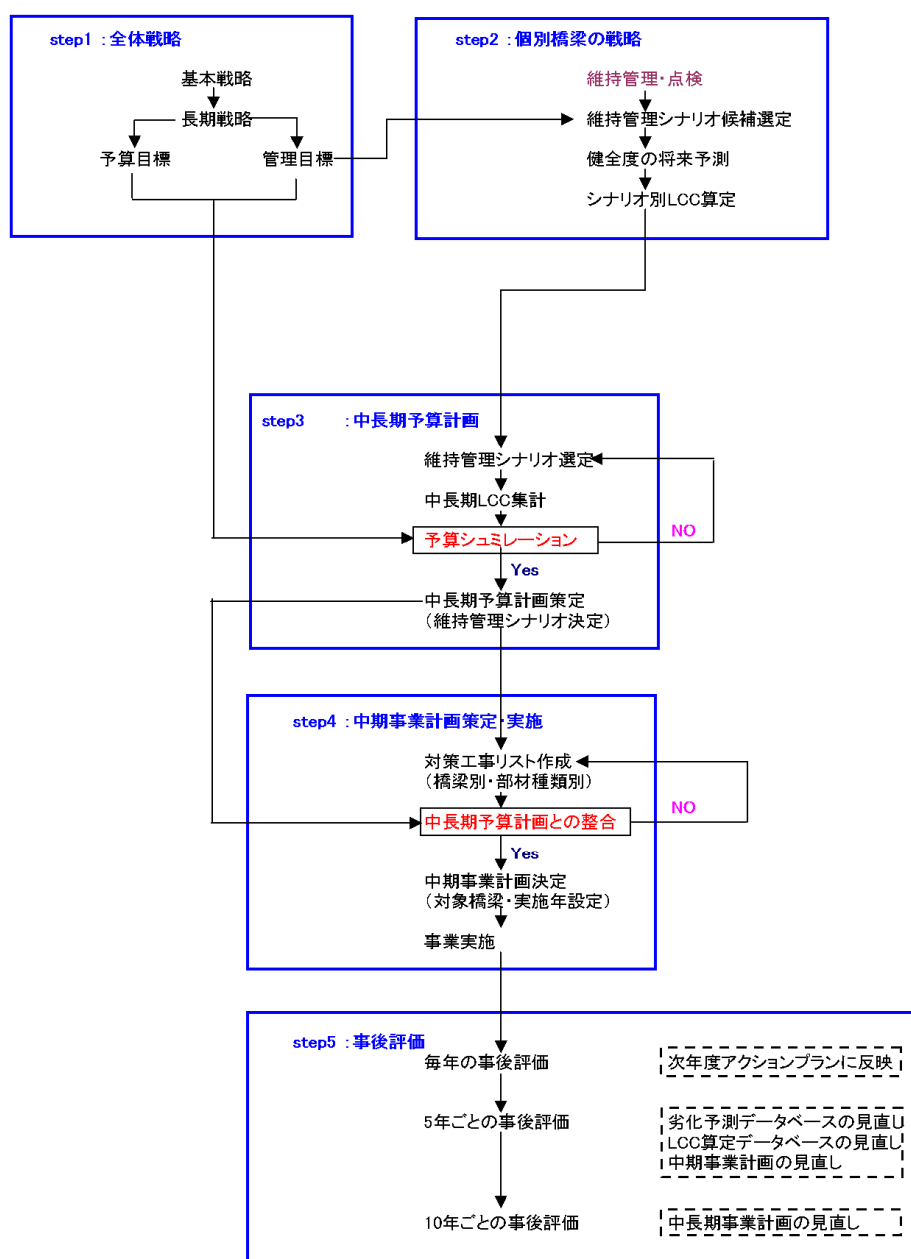 step1：全体戦略
基本戦略
長期戦略
予算目標
管理目標
step2：個別橋梁の戦略
維持管理・点検
維持管理シナリオ候補選定
健全度の将来予測
シナリオ別LCC算定
step3　　：中長期予算計画
維持管理シナリオ選定
中長期LCC集計
予算シュミレーション
NO
Yes
中長期予算計画策定
（維持管理シナリオ決定）
step4：中期事業計画策定・実施
対策工事リスト作成
（橋梁別・部材種類別）
中長期予算計画との整合
NO
Yes
中期事業計画決定
（対象橋梁・実施年設定）
事業実施
step5：事後評価
毎年の事後評価
次年度アクションプランに反映
5年ごとの事後評価
劣化予測データベースの見直し
LCC算定データベースの見直し
中期事業計画の見直し
10年ごとの事後評価
中長期事業計画の見直し